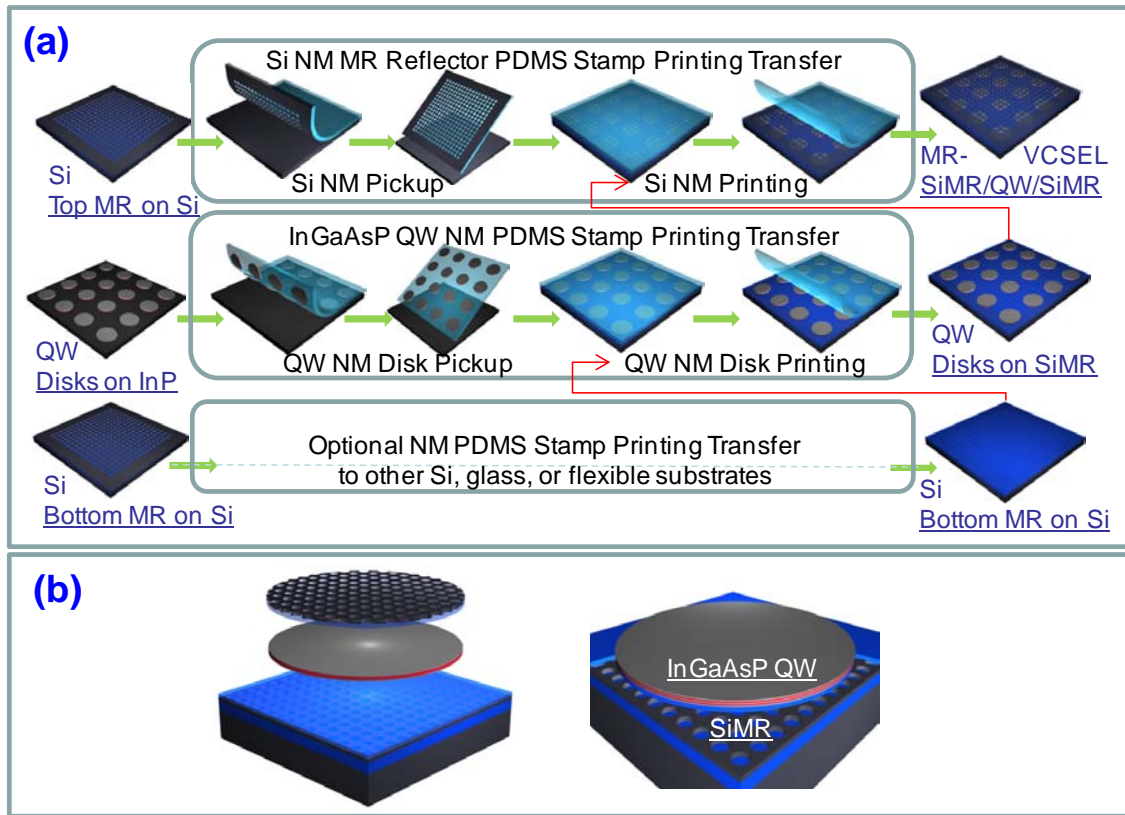 (a)
Si NM MR Reflector PDMS Stamp Printing Transfer
Si
Top MR on Si
Si NM Pickup
Si NM Printing
MR- VCSEL
SiMR/QW/SiMR
InGaAsP QW NM PDMS Stamp Printing Transfer
QW
Disks on InP
QW NM Disk Pickup
QW NM Disk Printing
QW
Disks on SiMR
Optional NM PDMS Stamp Printing Transfer
to other Si, glass, or flexible substrates
Si
Bottom MR on Si
Si
Bottom MR on Si
(b)
InGaAsP QW
SiMR